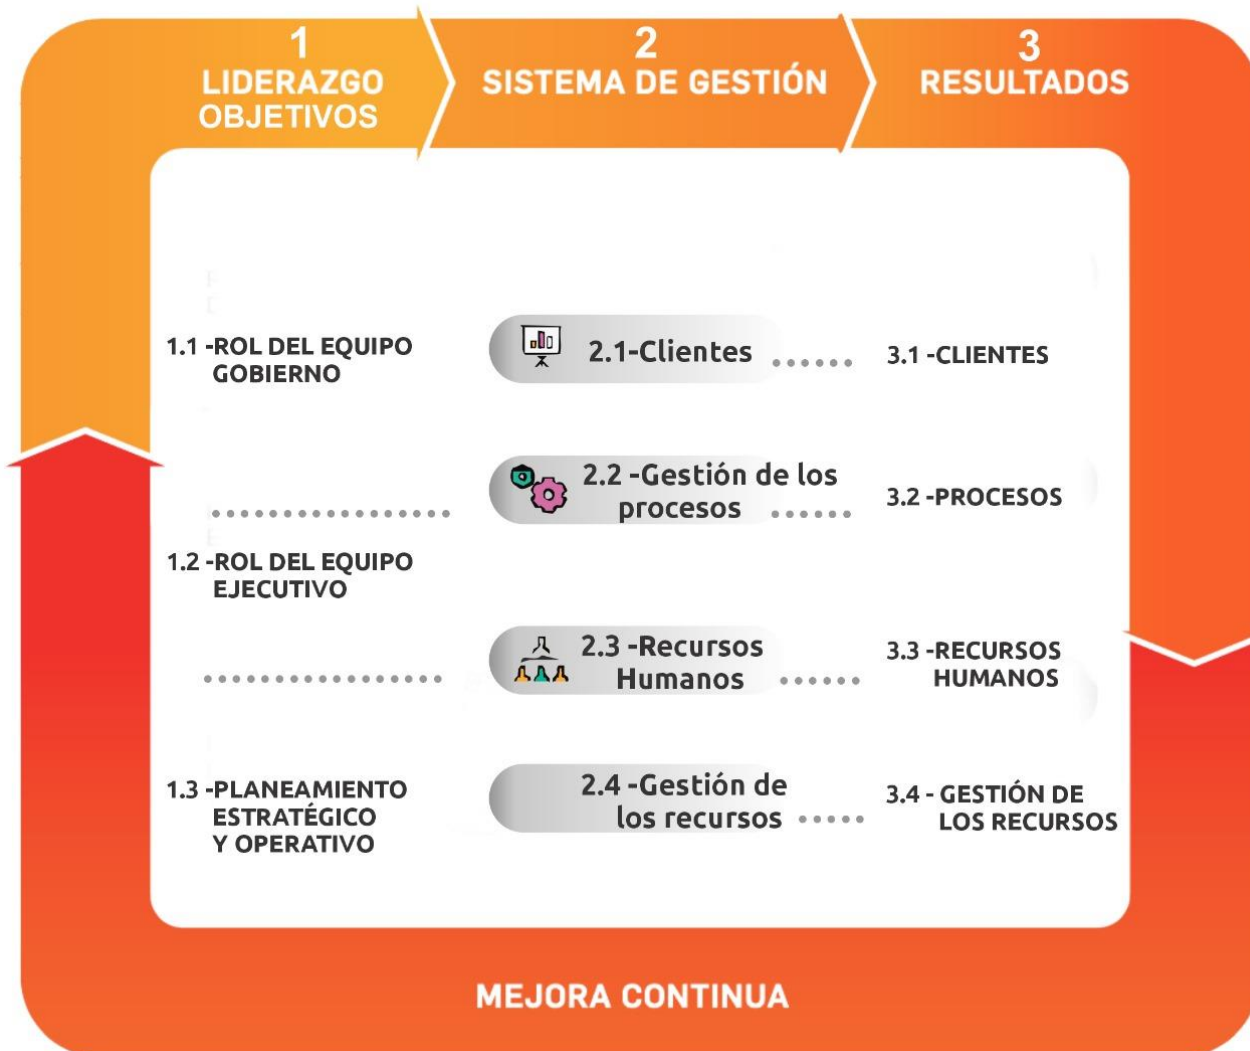 1
LIDERAZGO
OBJETIVOS
2
SISTEMA DE GESTIÓN
3
RESULTADOS
1.1 -ROL DEL EQUIPO
GOBIERNO
1.2 -ROL DEL EQUIPO
EJECUTIVO
1.3 -PLANEAMIENTO
ESTRATÉGICO
Y OPERATIVO
2.1-Clientes
2.2 -Gestión de los
procesos
2.3 -Recursos
Humanos
2.4 -Gestión de
los recursos
3.1 -CLIENTES
3.2 -PROCESOS
3.3 -RECURSOS
HUMANOS
3.4 - GESTIÓN DE
LOS RECURSOS
MEJORA CONTINUA